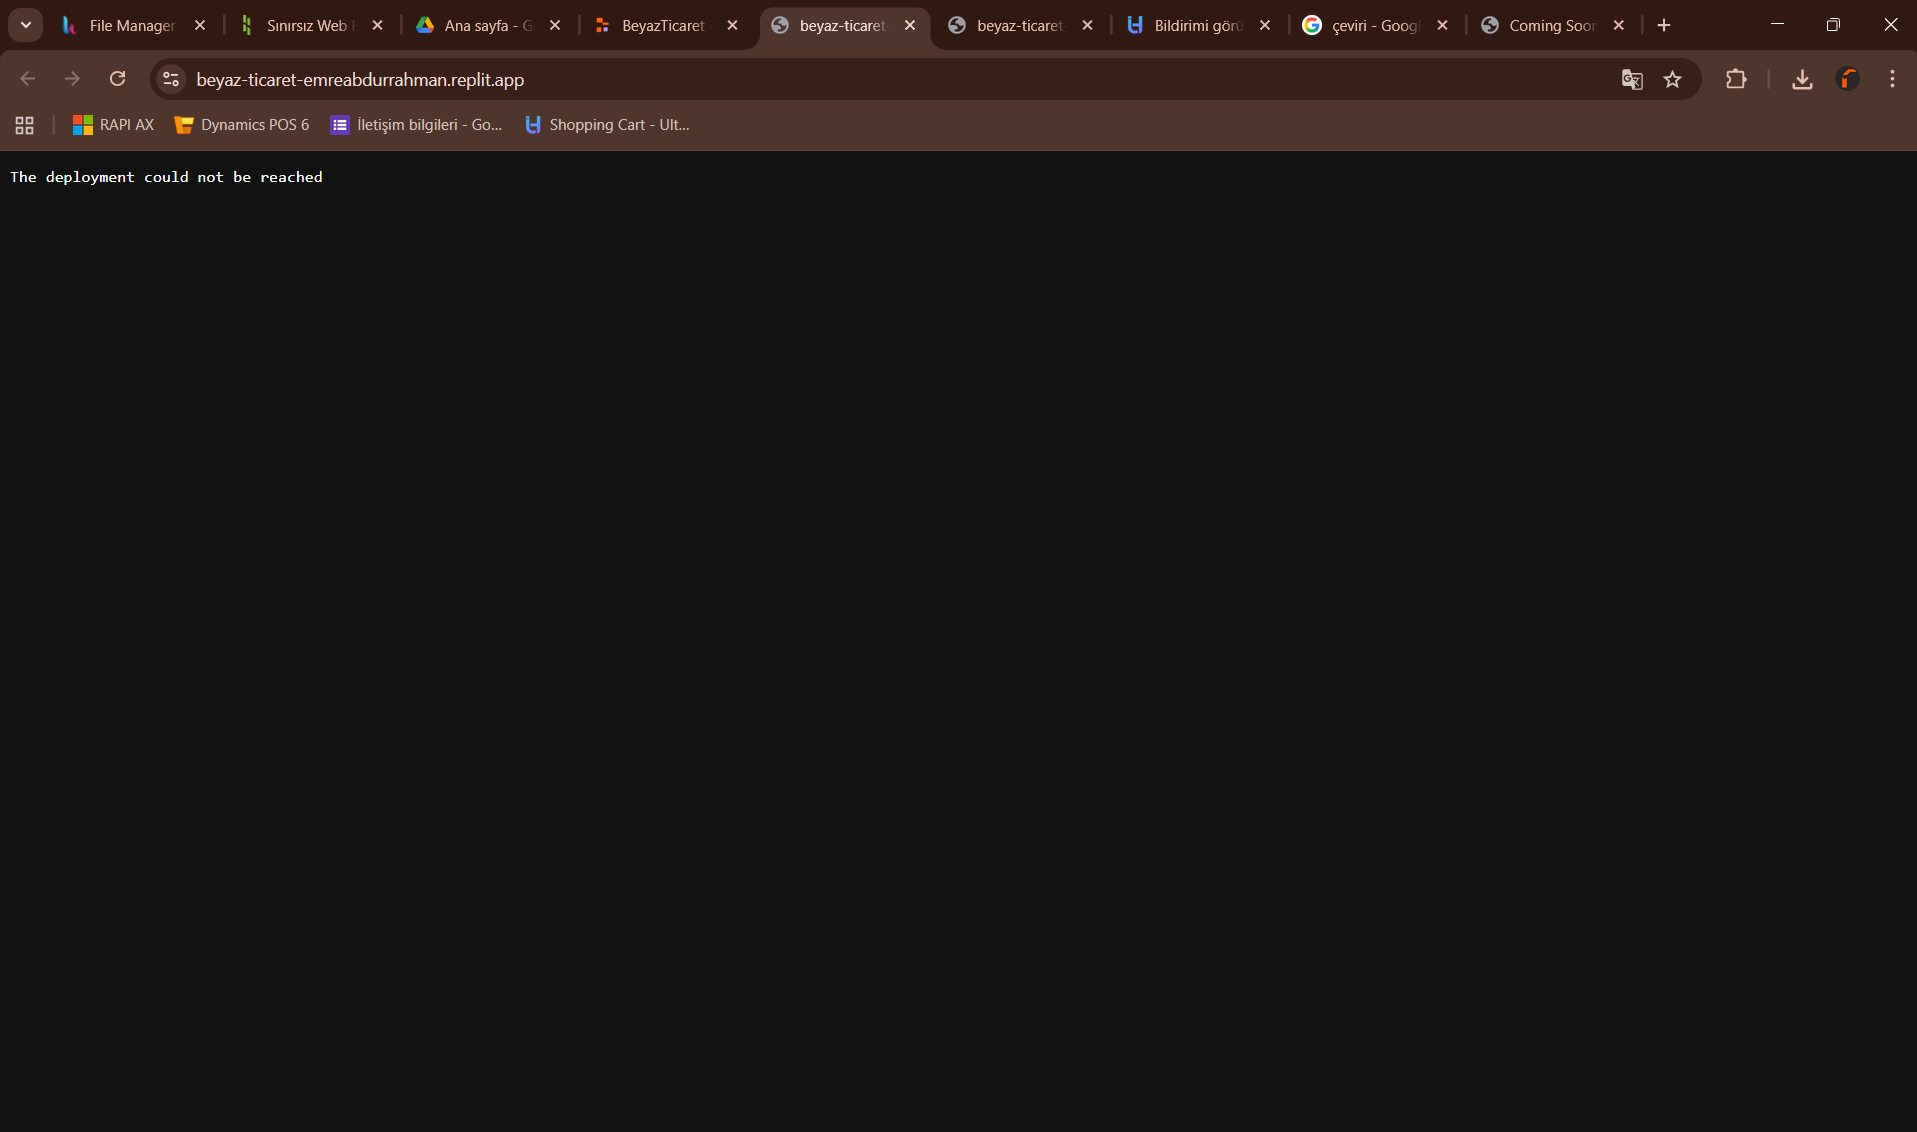 File Manager
Sınırsız Web
Ana sayfa - G
BeyazTicaret
beyaz-ticaret
beyaz-ticaret
Bildirimi görü
çeviri - Googl
Coming Soon
beyaz-ticaret-emreabdurrahman.replit.app
RAPI AX
Dynamics POS 6
İletişim bilgileri - Go...
Shopping Cart - Ult...
The deployment could not be reached